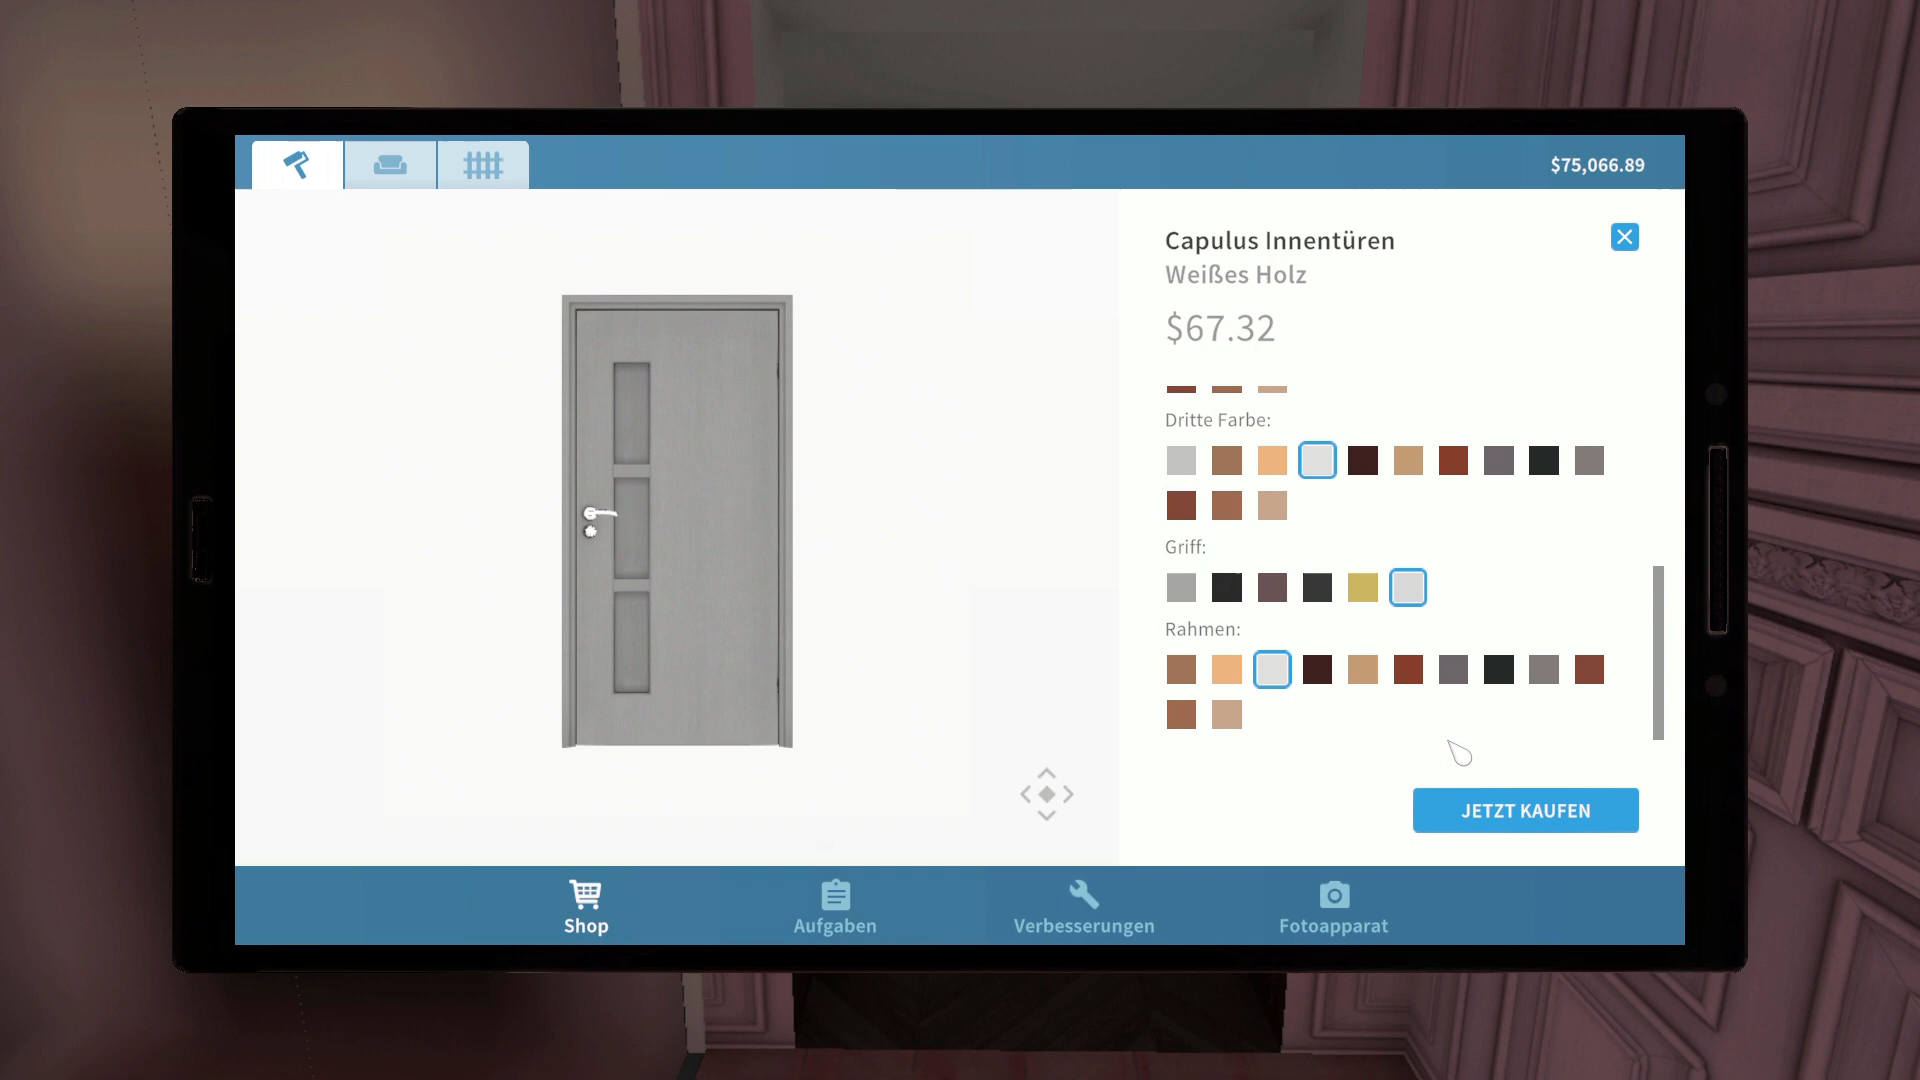 $75,066.89
Capulus Innentüren
Weißes Holz
$67.32
Dritte Farbe:
Griff:
Rahmen:
JETZT KAUFEN
Shop
Aufgaben
Verbesserungen
Fotoapparat